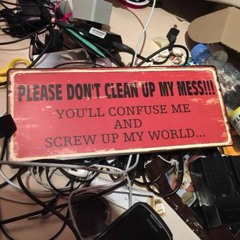 PLEASE DON'T CLEAN UP MY MESS!!!
YOU'LL CONFUSE ME
AND
SCREW UP MY WORLD...